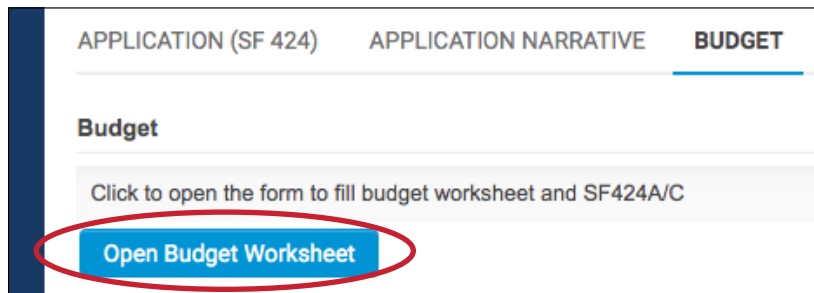 APPLICATION (SF 424) APPLICATION NARRATIVE BUDGET
Budget
Click to open the form to fill budget worksheet and SF424A/C
Open Budget Worksheet